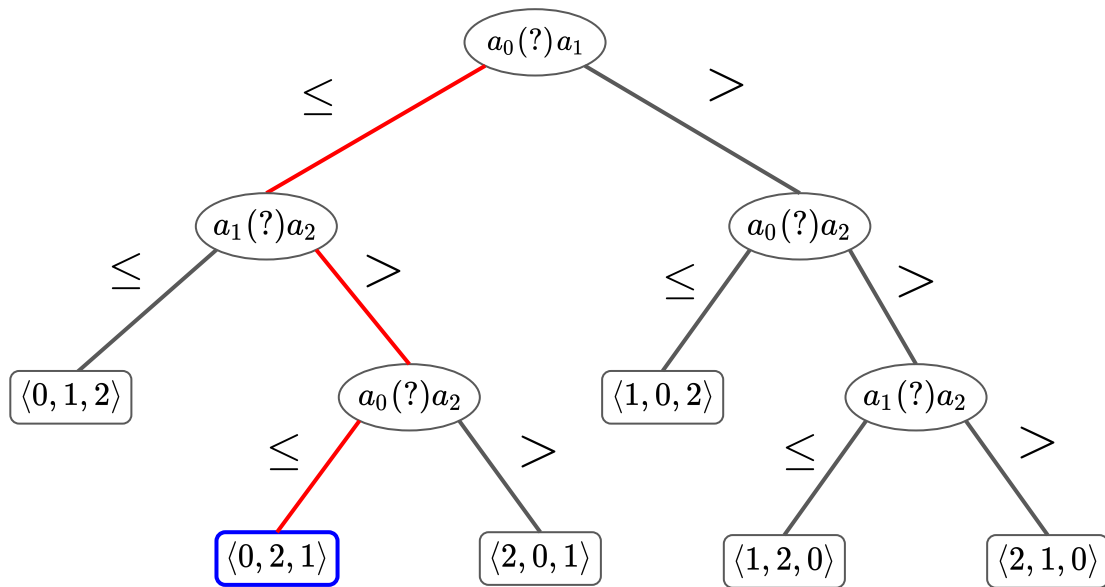 a₀(?)a₁
≤ >
a₁(?)a₂ a₀(?)a₂
≤ > ≤ >
⟨0, 1, 2⟩ a₀(?)a₂ ⟨1, 0, 2⟩ a₁(?)a₂
≤ > ≤ >
⟨0, 2, 1⟩ ⟨2, 0, 1⟩ ⟨1, 2, 0⟩ ⟨2, 1, 0⟩